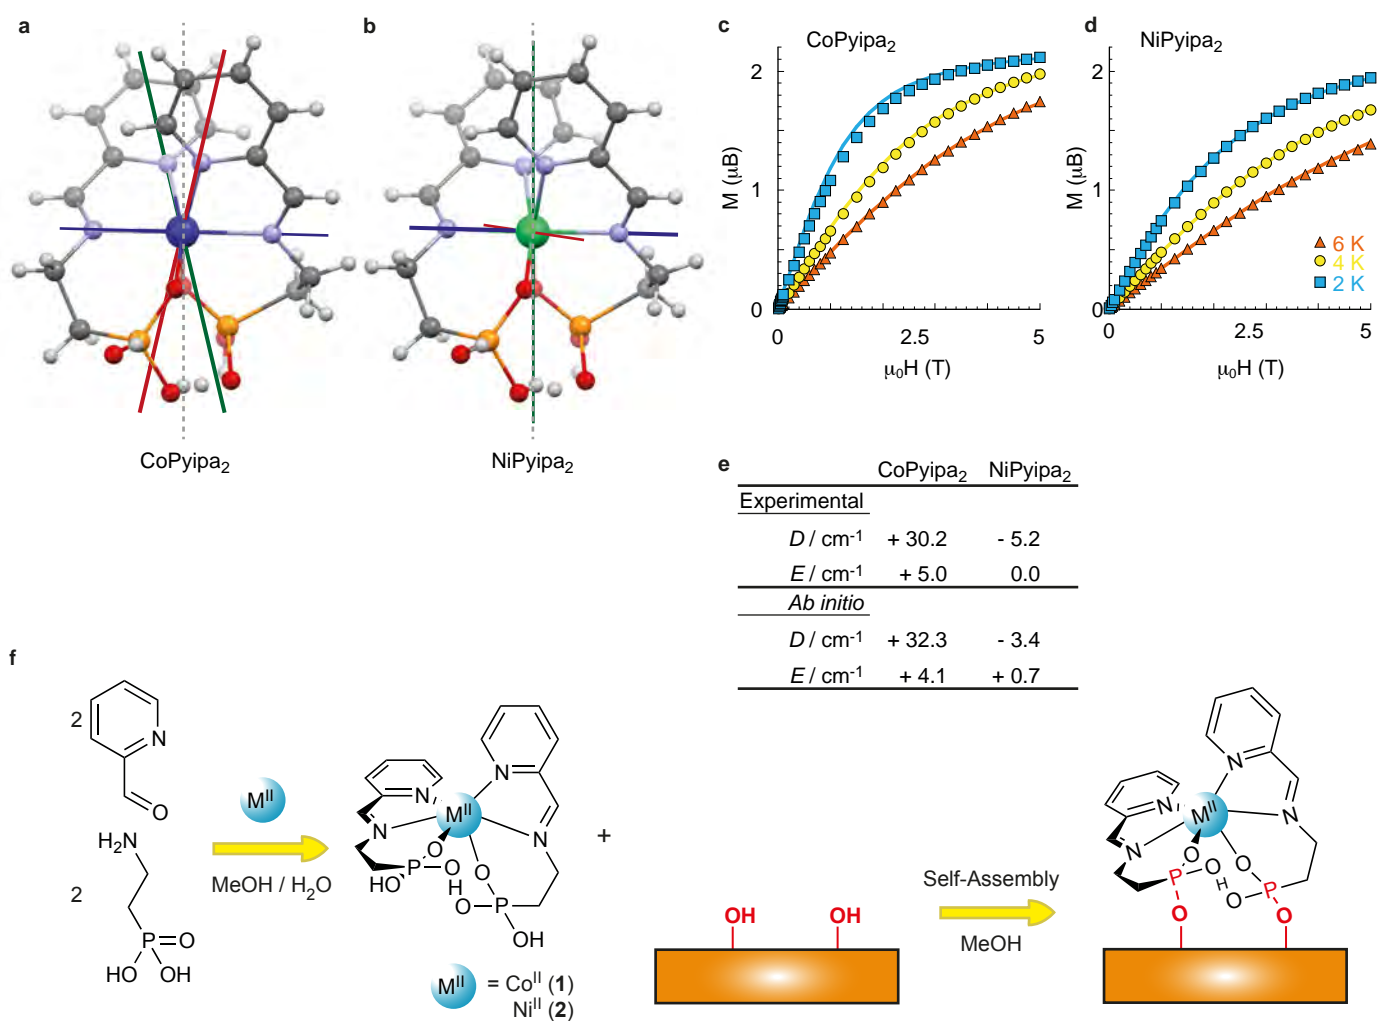 a
b
CoPyipa2
NiPyipa2
c
CoPyipa2
M (μB)
2
1
0
0
2.5
5
μ0H (T)
d
NiPyipa2
M (μB)
2
1
0
0
2.5
5
μ0H (T)
6 K
4 K
2 K
e
CoPyipa2 NiPyipa2
Experimental
D / cm-1 + 30.2 - 5.2
E / cm-1 + 5.0 0.0
Ab initio
D / cm-1 + 32.3 - 3.4
E / cm-1 + 4.1 + 0.7
f
2
N
O
H2N
2
P O
HO OH
MII
MeOH / H2O
N
N
MII
N
N
O
O
P
O
HO
H
O
P
OH
MII = CoII (1)
NiII (2)
+
OH OH
Self-Assembly
MeOH
N
N
MII
N
N
O
O
P
O
H
O
P
O
O